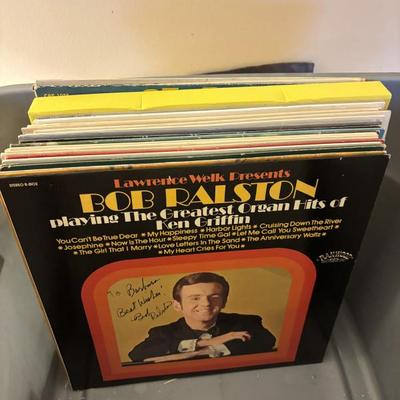 STEREO R-8108
Lawrence Welk Presents
BOB RALSTON
playing The Greatest Organ Hits of
Ken Griffin
You Can't Be True Dear • My Happiness • Harbor Lights • Cruising Down The River
• Josephine • Now Is The Hour • Sleepy Time Gal • Let Me Call You Sweetheart
• The Girl That I Marry • Love Letters In The Sand • The Anniversary Waltz •
• My Heart Cries For You
To Barbara
Best Wishes!
Bob
Ralston